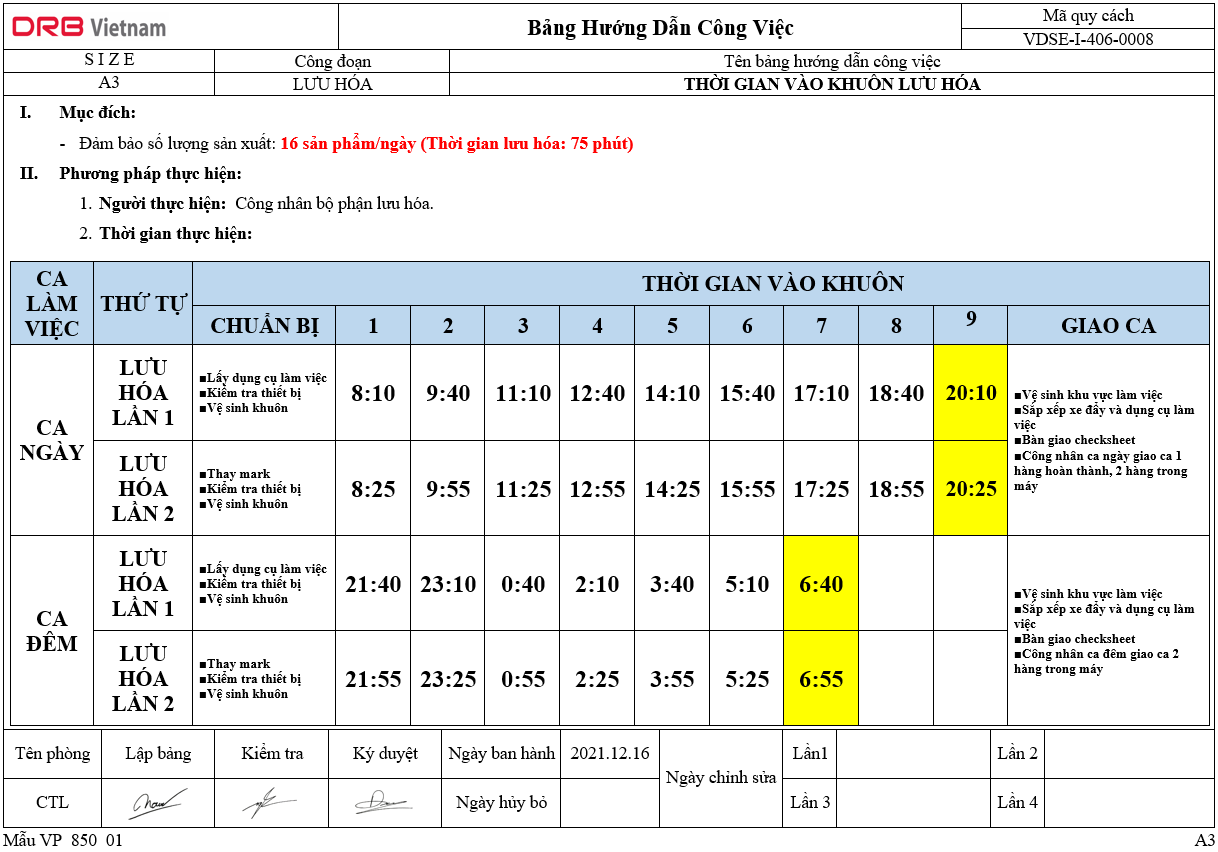 DRB Vietnam
Bảng Hướng Dẫn Công Việc
Mã quy cách
VDSE-I-406-0008
S I Z E
Công đoạn
Tên bảng hướng dẫn công việc
A3
LƯU HÓA
THỜI GIAN VÀO KHUÔN LƯU HÓA
I. Mục đích:
- Đảm bảo số lượng sản xuất: 16 sản phẩm/ngày (Thời gian lưu hóa: 75 phút)
II. Phương pháp thực hiện:
1. Người thực hiện: Công nhân bộ phận lưu hóa.
2. Thời gian thực hiện:
CA
LÀM
VIỆC
THỨ TỰ
THỜI GIAN VÀO KHUÔN
CHUẨN BỊ 1 2 3 4 5 6 7 8 9 GIAO CA
CA
NGÀY
LƯU
HÓA
LẦN 1
■Lấy dụng cụ làm việc
■Kiểm tra thiết bị
■Vệ sinh khuôn
8:10 9:40 11:10 12:40 14:10 15:40 17:10 18:40 20:10
LƯU
HÓA
LẦN 2
■Thay mark
■Kiểm tra thiết bị
■Vệ sinh khuôn
8:25 9:55 11:25 12:55 14:25 15:55 17:25 18:55 20:25
■Vệ sinh khu vực làm việc
■Sắp xếp xe đẩy và dụng cụ làm
việc
■Bàn giao checksheet
■Công nhân ca ngày giao ca 1
hàng hoàn thành, 2 hàng trong
máy
CA
ĐÊM
LƯU
HÓA
LẦN 1
■Lấy dụng cụ làm việc
■Kiểm tra thiết bị
■Vệ sinh khuôn
21:40 23:10 0:40 2:10 3:40 5:10 6:40
LƯU
HÓA
LẦN 2
■Thay mark
■Kiểm tra thiết bị
■Vệ sinh khuôn
21:55 23:25 0:55 2:25 3:55 5:25 6:55
■Vệ sinh khu vực làm việc
■Sắp xếp xe đẩy và dụng cụ làm
việc
■Bàn giao checksheet
■Công nhân ca đêm giao ca 2
hàng trong máy
Tên phòng Lập bảng Kiểm tra Ký duyệt Ngày ban hành 2021.12.16 Ngày chỉnh sửa Lần1 Lần 2
CTL Ngày hủy bỏ Lần 3 Lần 4
Mẫu VP_850_01
A3